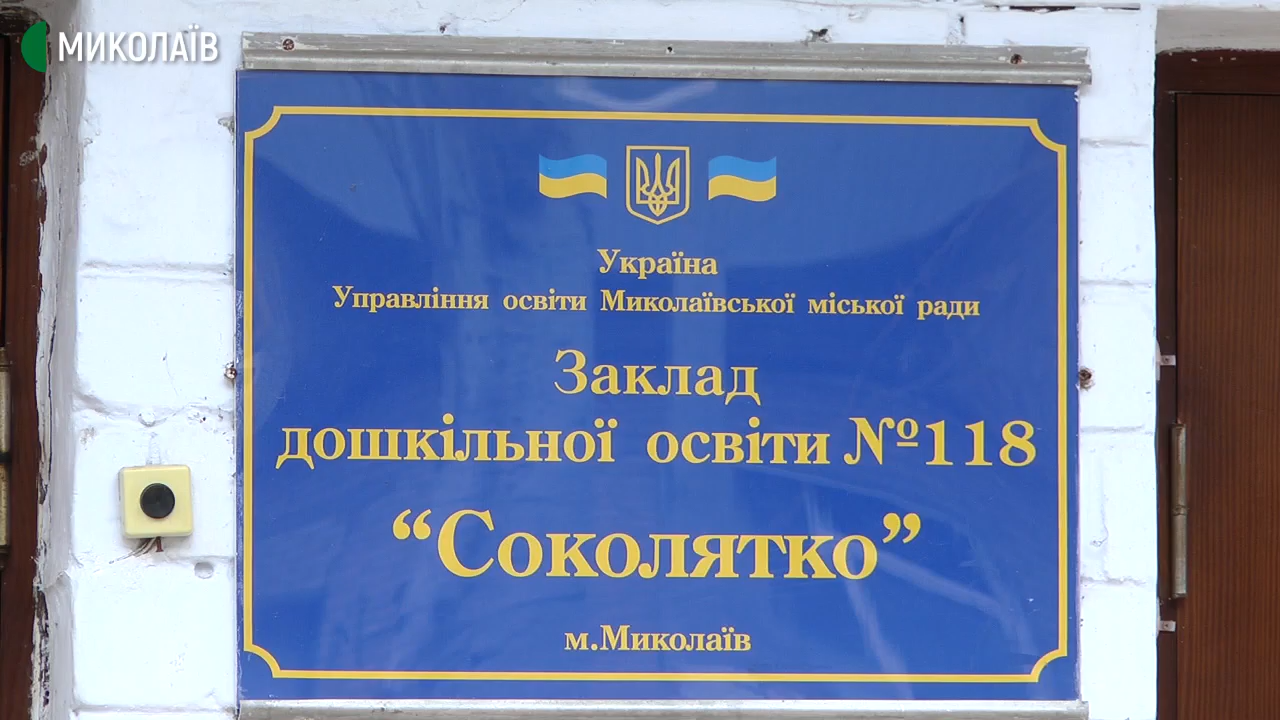 МИКОЛАЇВ
Україна
Управління освіти Миколаївської міської ради
Заклад
дошкільної освіти №118
“Соколятко”
м.Миколаїв